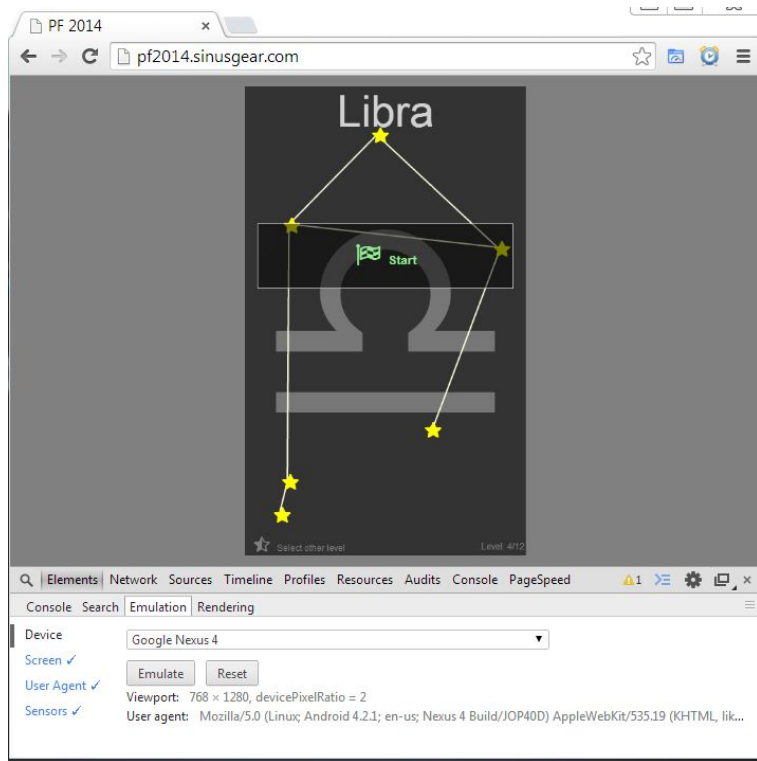 PF 2014
pf2014.sinusgear.com
Libra
Start
Select other level
Level: 4/12
Elements Network Sources Timeline Profiles Resources Audits Console PageSpeed 1
Console Search Emulation Rendering
Device Google Nexus 4
Screen ✓
Emulate Reset
User Agent ✓
Viewport: 768 × 1280, devicePixelRatio = 2
Sensors ✓
User agent: Mozilla/5.0 (Linux; Android 4.2.1; en-us; Nexus 4 Build/JOP40D) AppleWebKit/535.19 (KHTML, lik...